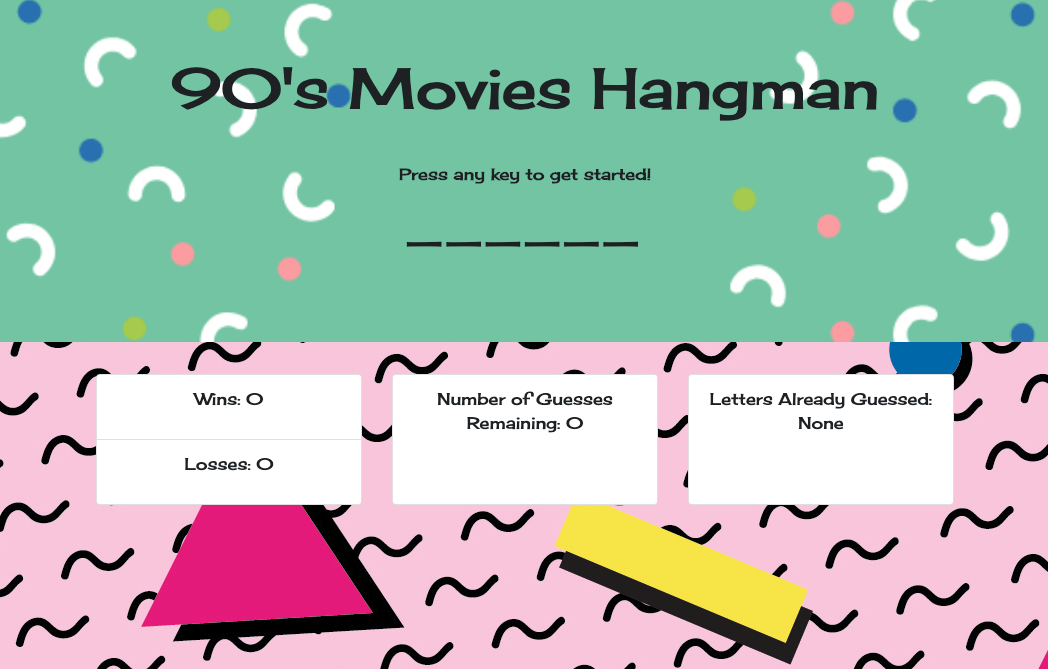 90's Movies Hangman
Press any key to get started!
_ _ _ _ _ _
Wins: 0
Losses: 0
Number of Guesses
Remaining: 0
Letters Already Guessed:
None